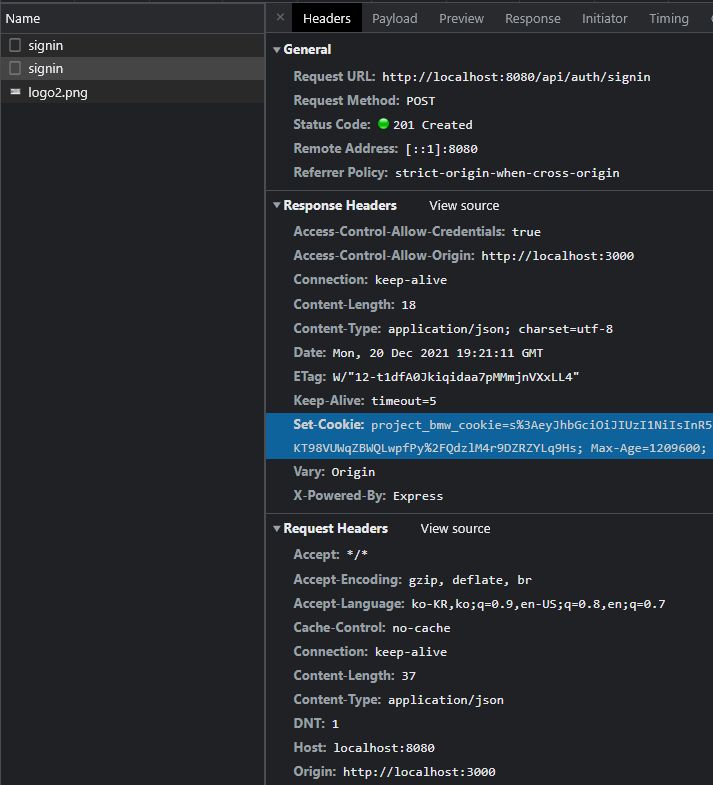 Name
signin
signin
logo2.png
× Headers Payload Preview Response Initiator Timing
General
Request URL: http://localhost:8080/api/auth/signin
Request Method: POST
Status Code: 201 Created
Remote Address: [::1]:8080
Referrer Policy: strict-origin-when-cross-origin
Response Headers View source
Access-Control-Allow-Credentials: true
Access-Control-Allow-Origin: http://localhost:3000
Connection: keep-alive
Content-Length: 18
Content-Type: application/json; charset=utf-8
Date: Mon, 20 Dec 2021 19:21:11 GMT
ETag: W/"12-t1dfA0Jkiqidaa7pMMmjnVXxLL4"
Keep-Alive: timeout=5
Set-Cookie: project_bmw_cookie=s%3AeyJhbGciOiJIUzI1NiIsInR5
KT98VUWqZBWQLwpfPy%2FQdzlM4r9DZRZYLq9Hs; Max-Age=1209600;
Vary: Origin
X-Powered-By: Express
Request Headers View source
Accept: */*
Accept-Encoding: gzip, deflate, br
Accept-Language: ko-KR,ko;q=0.9,en-US;q=0.8,en;q=0.7
Cache-Control: no-cache
Connection: keep-alive
Content-Length: 37
Content-Type: application/json
DNT: 1
Host: localhost:8080
Origin: http://localhost:3000